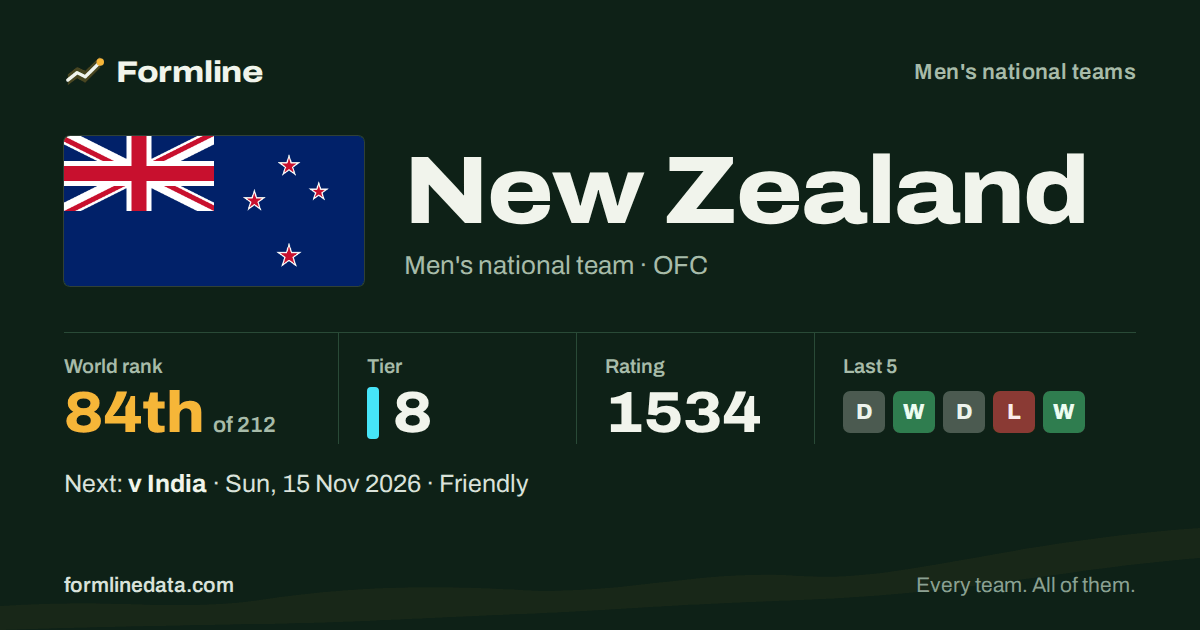 Formline
Men's national teams
New Zealand
Men's national team · OFC
World rank
84th of 212
Tier
8
Rating
1534
Last 5
D W D L W
Next: v India · Sun, 15 Nov 2026 · Friendly
formlinedata.com
Every team. All of them.